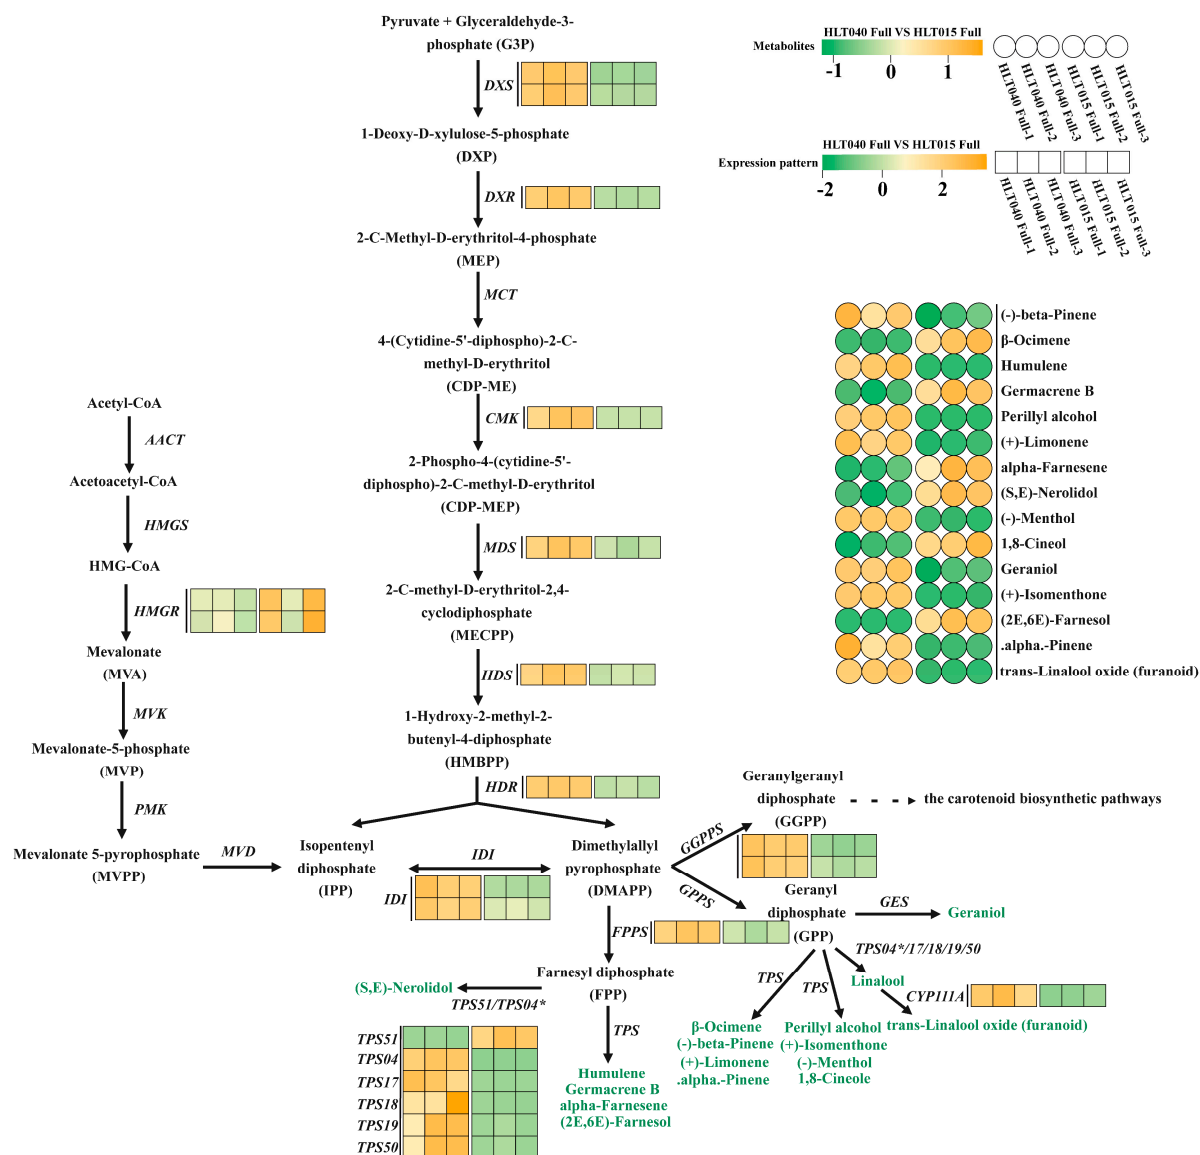 Pyruvate + Glyceraldehyde-3-
phosphate (G3P)
DXS
1-Deoxy-D-xylulose-5-phosphate
(DXP)
DXR
2-C-Methyl-D-erythritol-4-phosphate
(MEP)
MCT
4-(Cytidine-5'-diphospho)-2-C-
methyl-D-erythritol
(CDP-ME)
CMK
2-Phospho-4-(cytidine-5'-
diphospho)-2-C-methyl-D-erythritol
(CDP-MEP)
MDS
2-C-methyl-D-erythritol-2,4-
cyclodiphosphate
(MECPP)
HDS
1-Hydroxy-2-methyl-2-
butenyl-4-diphosphate
(HMBPP)
HDR
Acetyl-CoA
AACT
Acetoacetyl-CoA
HMGS
HMG-CoA
HMGR
Mevalonate
(MVA)
MVK
Mevalonate-5-phosphate
(MVP)
PMK
Mevalonate 5-pyrophosphate
(MVPP)
MVD
Isopentenyl
diphosphate
(IPP)
IDI
IDI
Dimethylallyl
pyrophosphate
(DMAPP)
GGPPS
Geranylgeranyl
diphosphate
(GGPP)
the carotenoid biosynthetic pathways
GPPS
Geranyl
diphosphate
(GPP)
GES
Geraniol
FPPS
Farnesyl diphosphate
(FPP)
(S,E)-Nerolidol
TPS51/TPS04*
TPS
Humulene
Germacrene B
alpha-Farnesene
(2E,6E)-Farnesol
TPS51
TPS04
TPS17
TPS18
TPS19
TPS50
TPS
β-Ocimene
(-)-beta-Pinene
(+)-Limonene
.alpha.-Pinene
TPS
Perillyl alcohol
(+)-Isomenthone
(-)-Menthol
1,8-Cineole
TPS04*/17/18/19/50
Linalool
CYP111A
trans-Linalool oxide (furanoid)
Metabolites
HLT040 Full VS HLT015 Full
-1 0 1
HLT040 Full-1
HLT040 Full-2
HLT040 Full-3
HLT015 Full-1
HLT015 Full-2
HLT015 Full-3
Expression pattern
HLT040 Full VS HLT015 Full
-2 0 2
HLT040 Full-1
HLT040 Full-2
HLT040 Full-3
HLT015 Full-1
HLT015 Full-2
HLT015 Full-3
(-)-beta-Pinene
β-Ocimene
Humulene
Germacrene B
Perillyl alcohol
(+)-Limonene
alpha-Farnesene
(S,E)-Nerolidol
(-)-Menthol
1,8-Cineol
Geraniol
(+)-Isomenthone
(2E,6E)-Farnesol
.alpha.-Pinene
trans-Linalool oxide (furanoid)